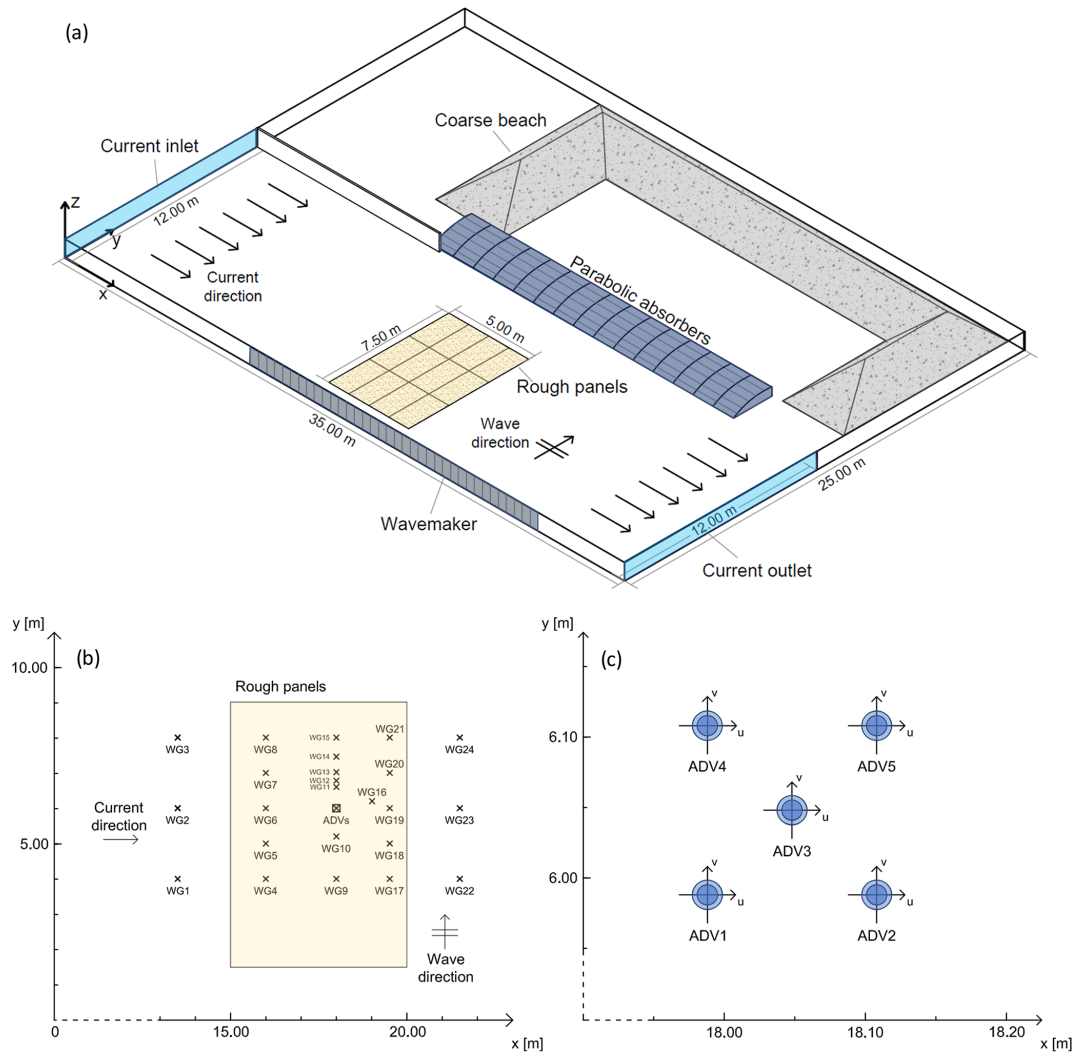 (a)
Coarse beach
Current inlet
12.00 m
z
y
x
Current
direction
Parabolic absorbers
7.50 m
5.00 m
Rough panels
Wave
direction
35.00 m
Wavemaker
25.00 m
12.00 m
Current outlet
y [m]
(b)
10.00
Rough panels
WG3
WG8
WG15
WG21
WG24
WG14
WG7
WG13
WG20
WG12
WG11
WG16
Current
direction
WG2
WG6
ADVs
WG19
WG23
5.00
WG5
WG10
WG18
WG1
WG4
WG9
WG17
WG22
Wave
direction
0
15.00
20.00
x [m]
y [m]
(c)
v
v
6.10
u
u
ADV4
ADV5
v
u
ADV3
v
v
6.00
u
u
ADV1
ADV2
18.00
18.10
18.20
x [m]